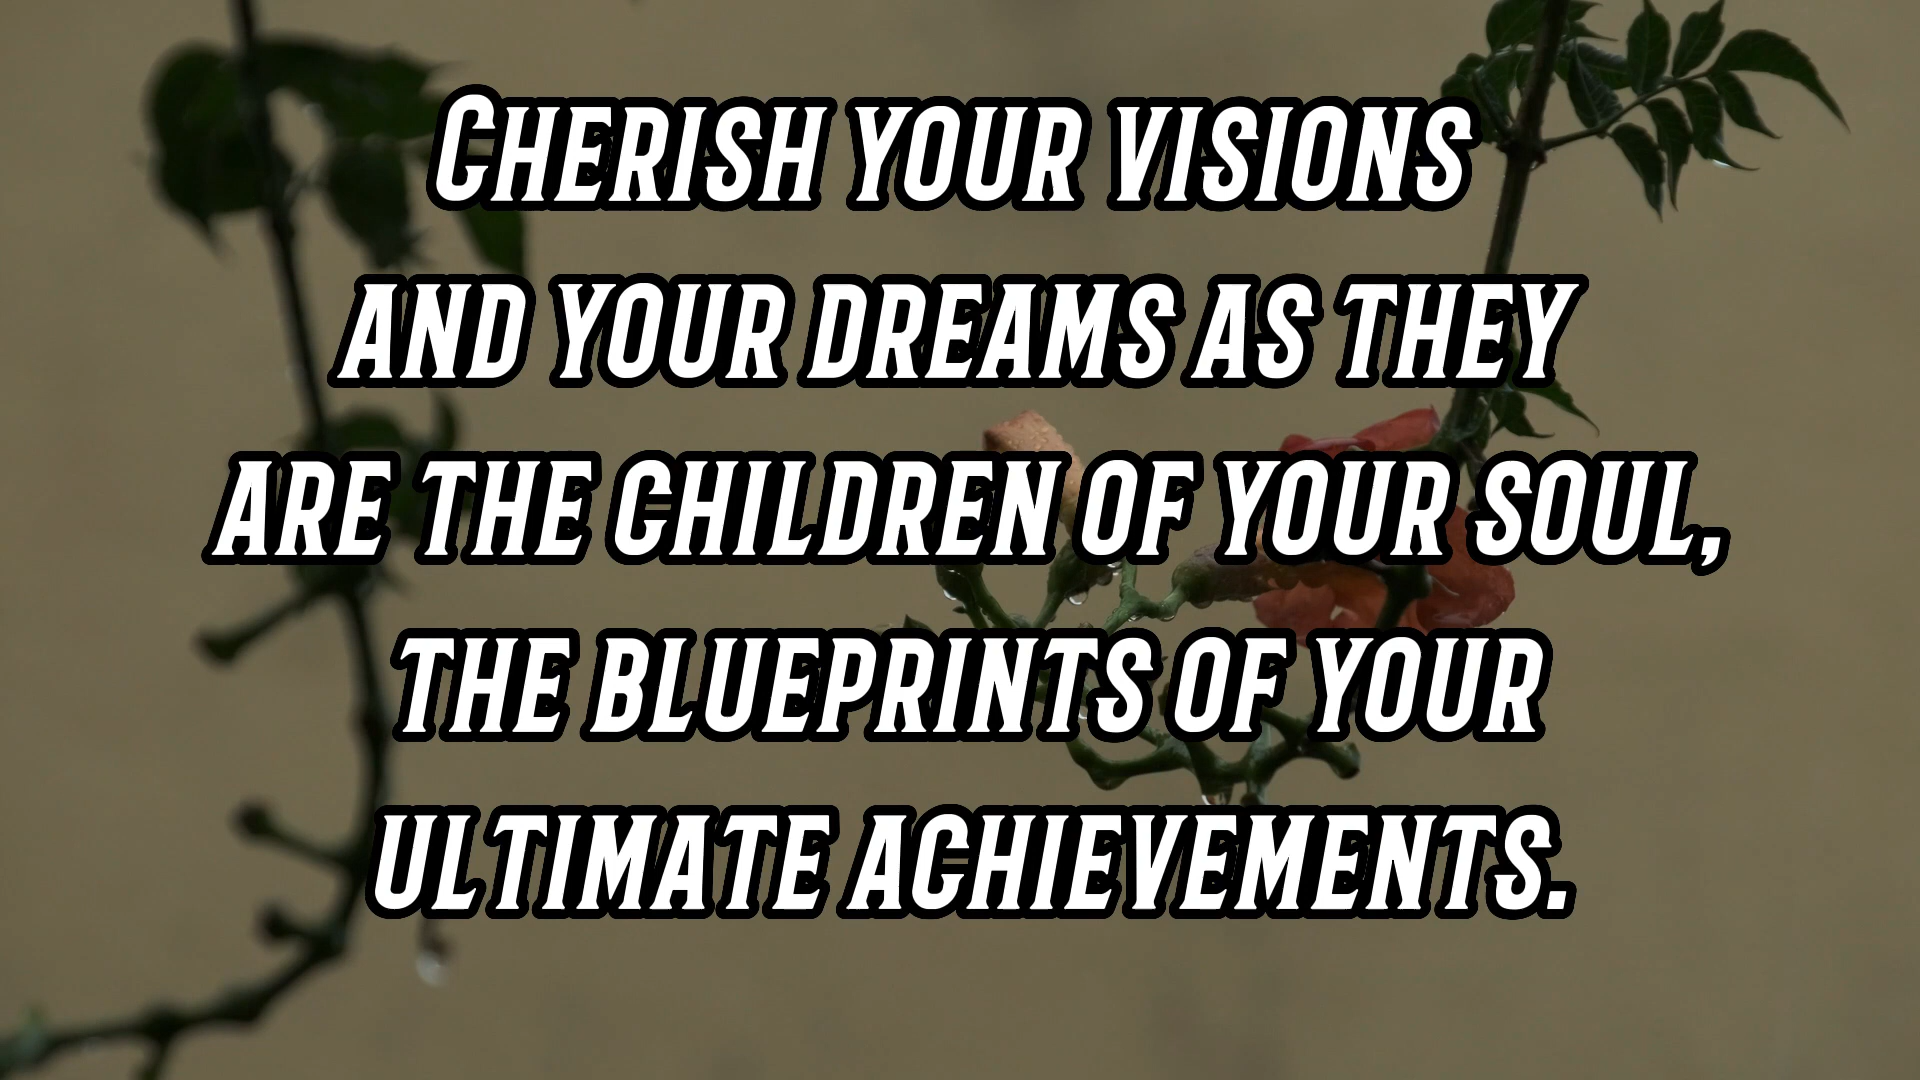 Cherish your visions
and your dreams as they
are the children of your soul,
the blueprints of your
ultimate achievements.